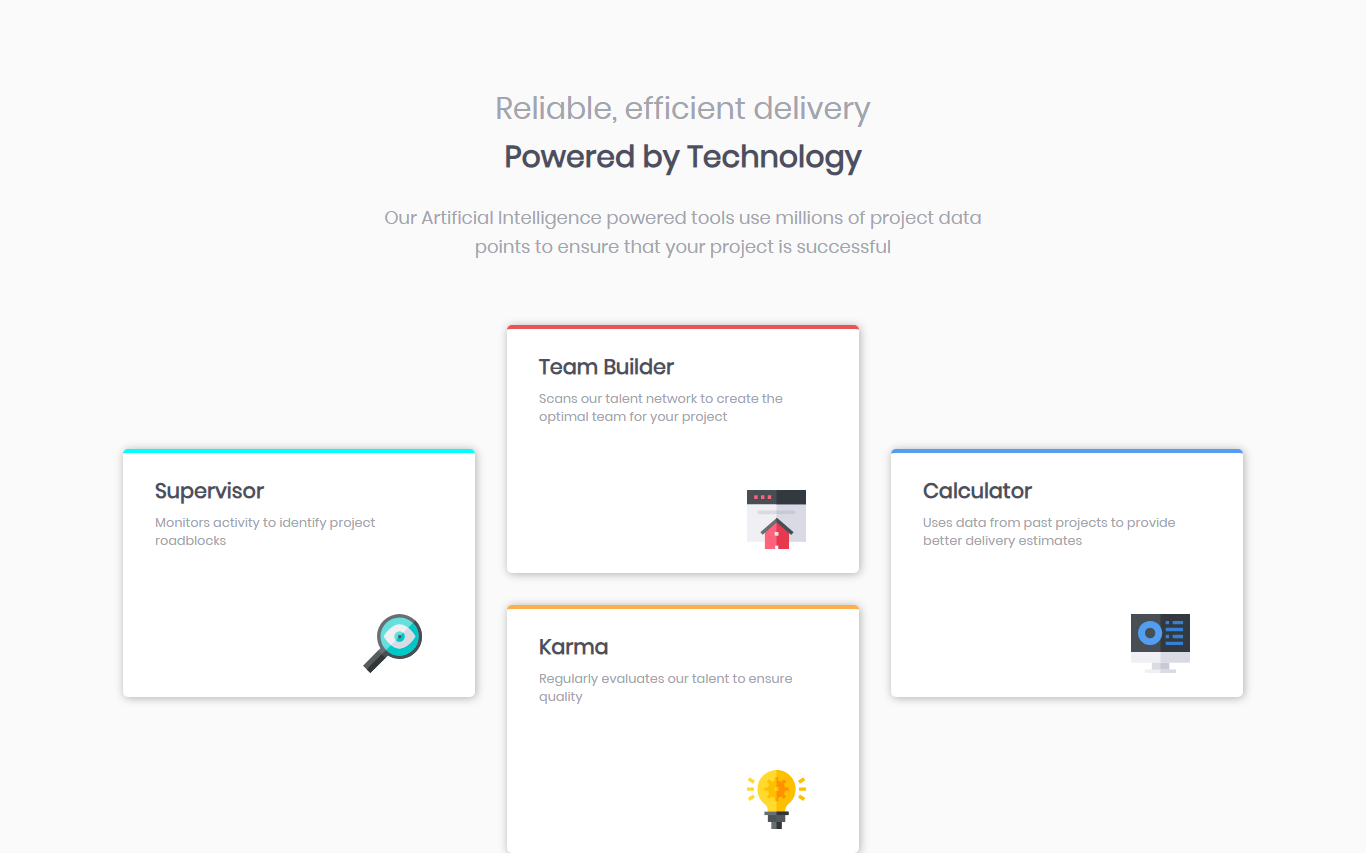 Reliable, efficient delivery
Powered by Technology
Our Artificial Intelligence powered tools use millions of project data
points to ensure that your project is successful
Team Builder
Scans our talent network to create the
optimal team for your project
Supervisor
Monitors activity to identify project
roadblocks
Calculator
Uses data from past projects to provide
better delivery estimates
Karma
Regularly evaluates our talent to ensure
quality